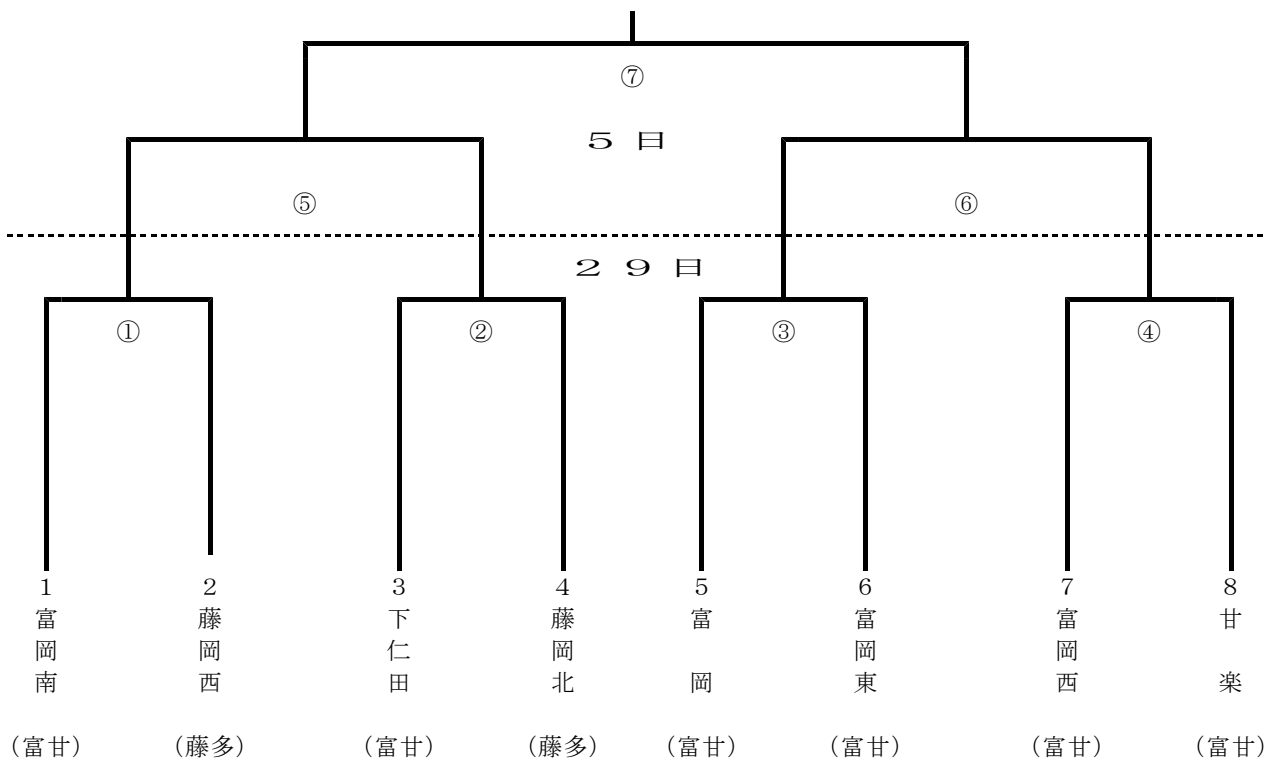 ⑦
５日
⑤ ⑥
２９日
① ② ③ ④
１ ２ ３ ４ ５ ６ ７ ８
富岡南 藤岡西 下仁田 藤岡北 富岡 富岡東 富岡西 甘楽
（富甘） （藤多） （富甘） （藤多） （富甘） （富甘） （富甘） （富甘）